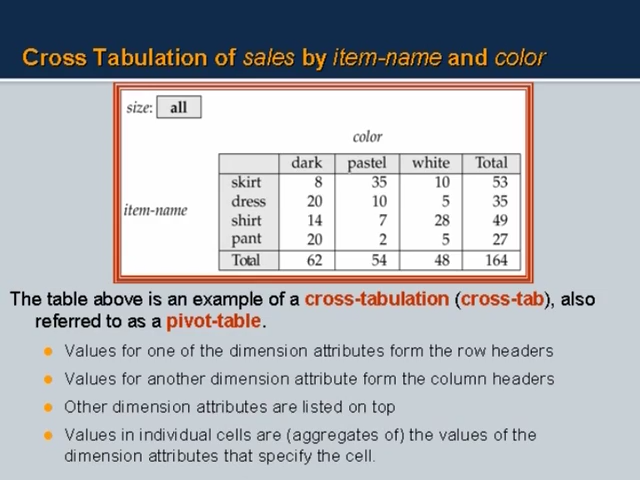 Cross Tabulation of sales by item-name and color
size: all
color
dark pastel white Total
skirt 8 35 10 53
dress 20 10 5 35
item-name
shirt 14 7 28 49
pant 20 2 5 27
Total 62 54 48 164
The table above is an example of a cross-tabulation (cross-tab), also
referred to as a pivot-table.
Values for one of the dimension attributes form the row headers
Values for another dimension attribute form the column headers
Other dimension attributes are listed on top
Values in individual cells are (aggregates of) the values of the
dimension attributes that specify the cell.